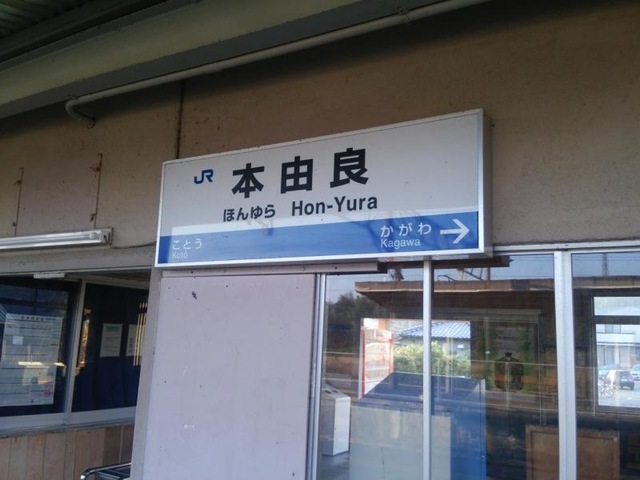 JR 本由良
ほんゆら Hon-Yura
ことう
Kotō
かがわ
Kagawa